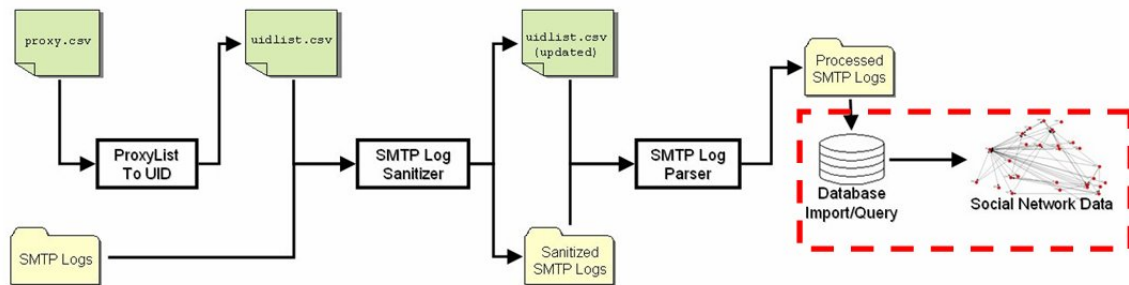 proxy.csv
uidlist.csv
uidlist.csv
(updated)
Processed
SMTP Logs
ProxyList
To UID
SMTP Log
Sanitizer
SMTP Log
Parser
Database
Import/Query
Social Network Data
SMTP Logs
Sanitized
SMTP Logs